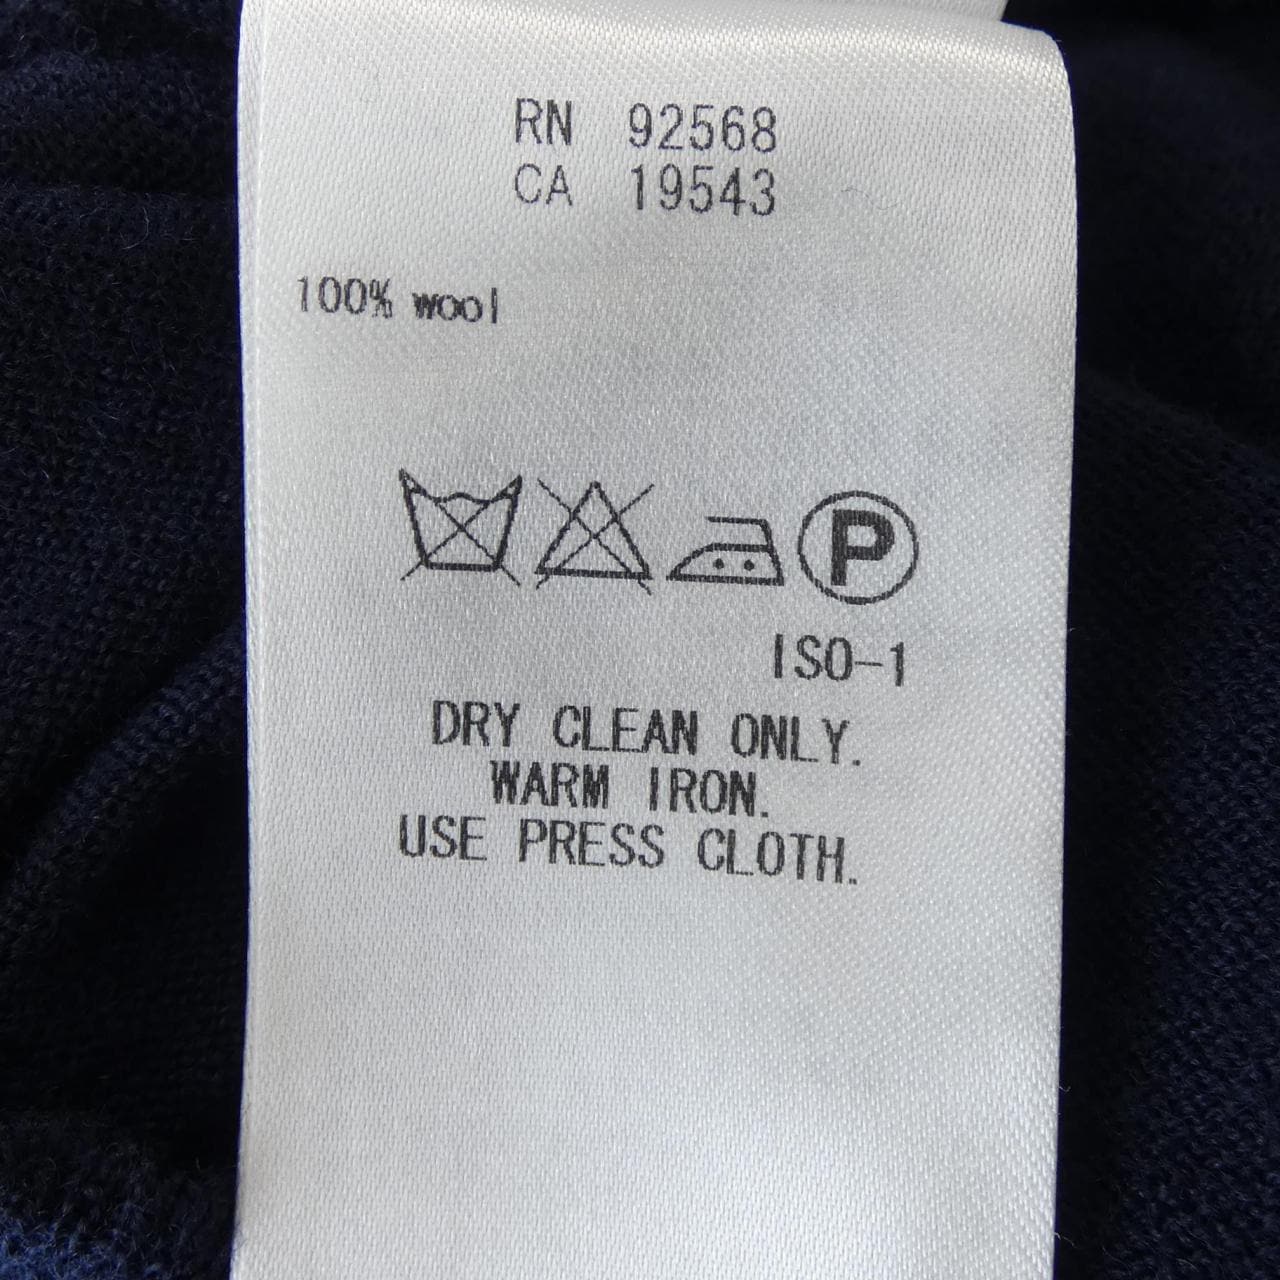 RN 92568
CA 19543
100% wool
P
ISO-1
DRY CLEAN ONLY.
WARM IRON.
USE PRESS CLOTH.